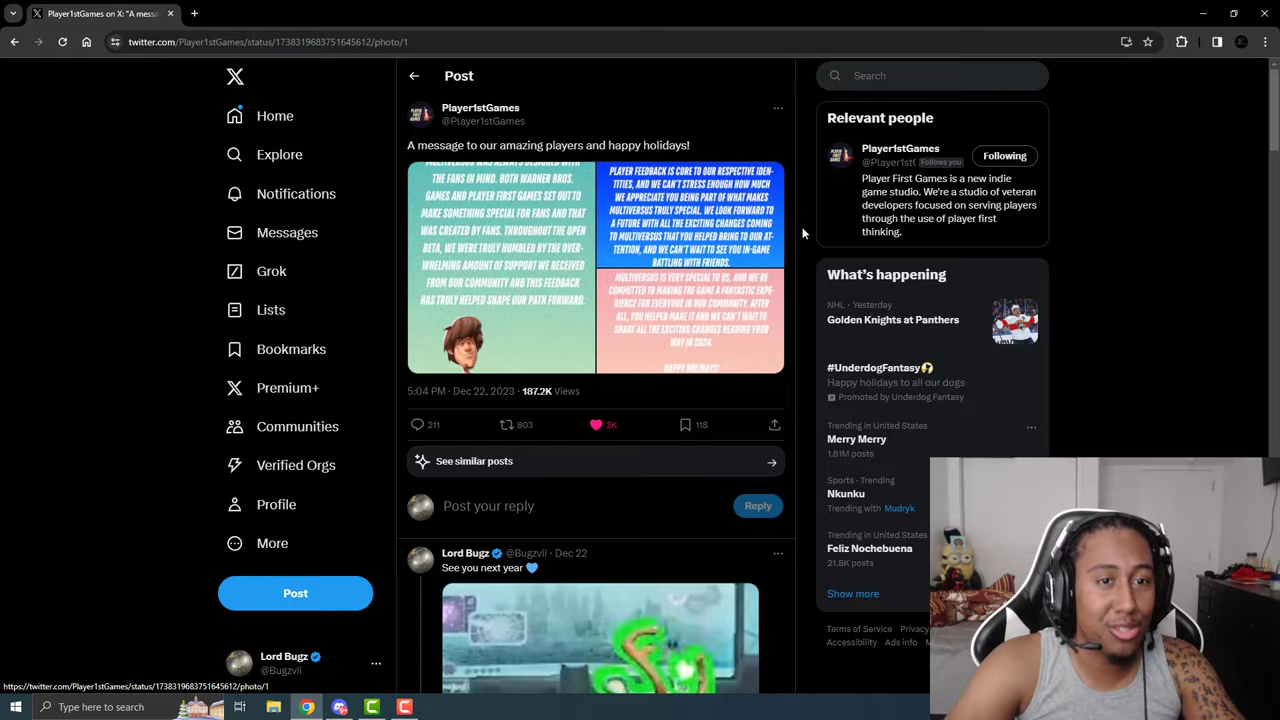 Player1stGames on X: "A messa
twitter.com/Player1stGames/status/1738319683751645612/photo/1
Home
Explore
Notifications
Messages
Grok
Lists
Bookmarks
Premium+
Communities
Verified Orgs
Profile
More
Post
Lord Bugz
@Bugzvii
Post
Player1stGames
@Player1stGames
A message to our amazing players and happy holidays!
MULTIVERSUS WAS ALWAYS DESIGNED WITH
THE FANS IN MIND. BOTH WARNER BROS.
GAMES AND PLAYER FIRST GAMES SET OUT TO
MAKE SOMETHING SPECIAL FOR FANS AND THAT
WAS CREATED BY FANS. THROUGHOUT THE OPEN
BETA, WE WERE TRULY HUMBLED BY THE OVER-
WHELMING AMOUNT OF SUPPORT WE RECEIVED
FROM OUR COMMUNITY AND THIS FEEDBACK
HAS TRULY HELPED SHAPE OUR PATH FORWARD.
PLAYER FEEDBACK IS CORE TO OUR RESPECTIVE IDEN-
TITIES, AND WE CAN'T STRESS ENOUGH HOW MUCH
WE APPRECIATE YOU BEING PART OF WHAT MAKES
MULTIVERSUS TRULY SPECIAL. WE LOOK FORWARD TO
A FUTURE WITH ALL THE EXCITING CHANGES COMING
TO MULTIVERSUS THAT YOU HELPED BRING TO OUR AT-
TENTION, AND WE CAN'T WAIT TO SEE YOU IN-GAME
BATTLING WITH FRIENDS.
MULTIVERSUS IS VERY SPECIAL TO US, AND WE'RE
COMMITTED TO MAKING THE GAME A FANTASTIC EXPE-
RIENCE FOR EVERYONE IN OUR COMMUNITY. AFTER
ALL, YOU HELPED MAKE IT AND WE CAN'T WAIT TO
SHARE ALL THE EXCITING CHANGES HEADING YOUR
WAY IN 2024.
HAPPY HOLIDAYS!
5:04 PM · Dec 22, 2023 · 187.2K Views
211
803
3K
118
See similar posts
Post your reply
Reply
Lord Bugz @Bugzvii · Dec 22
See you next year
Search
Relevant people
Player1stGames
@Player1st( Follows you
Following
Player First Games is a new indie
game studio. We're a studio of veteran
developers focused on serving players
through the use of player first
thinking.
What's happening
NHL · Yesterday
Golden Knights at Panthers
#UnderdogFantasy
Happy holidays to all our dogs
Promoted by Underdog Fantasy
Trending in United States
Merry Merry
1.81M posts
Sports · Trending
Nkunku
Trending with Mudryk
Trending in United States
Feliz Nochebuena
21.8K posts
Show more
Terms of Service Privacy
Accessibility Ads info
https://twitter.com/Player1stGames/status/1738319683751645612/photo/1
Type here to search